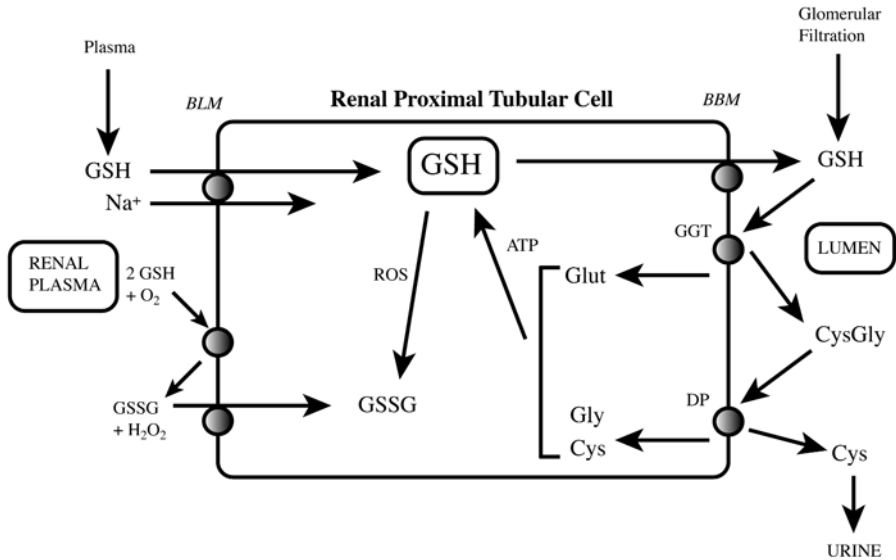 Glomerular
Filtration
Plasma
BLM
Renal Proximal Tubular Cell
BBM
GSH
GSH
GSH
Na⁺
GGT
LUMEN
ATP
RENAL
PLASMA
2 GSH
+ O₂
ROS
Glut
CysGly
GSSG
+ H₂O₂
GSSG
Gly
Cys
DP
Cys
URINE